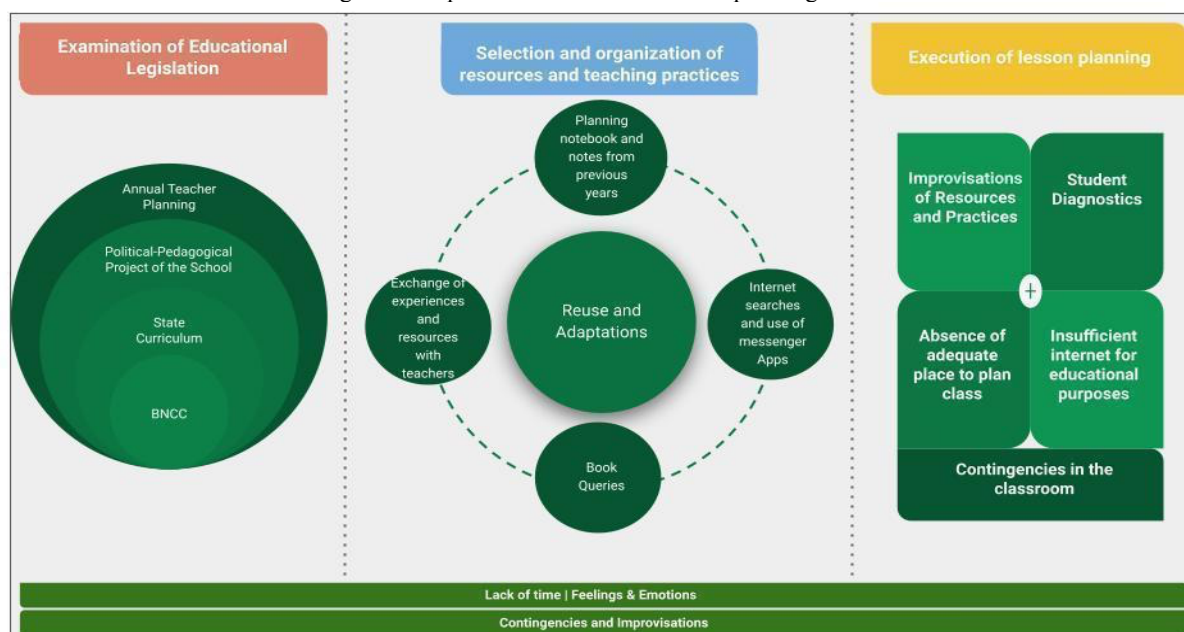 Examination of Educational
Legislation
Annual Teacher
Planning
Political-Pedagogical
Project of the School
State
Curriculum
BNCC
Selection and organization of
resources and teaching practices
Planning
notebook and
notes from
previous
years
Exchange of
experiences
and
resources
with
teachers
Reuse and
Adaptations
Internet
searches
and use of
messenger
Apps
Book
Queries
Execution of lesson planning
Improvisations
of Resources
and Practices
Student
Diagnostics
+
Absence of
adequate
place to plan
class
Insufficient
internet for
educational
purposes
Contingencies in the
classroom
Lack of time | Feelings & Emotions
Contingencies and Improvisations